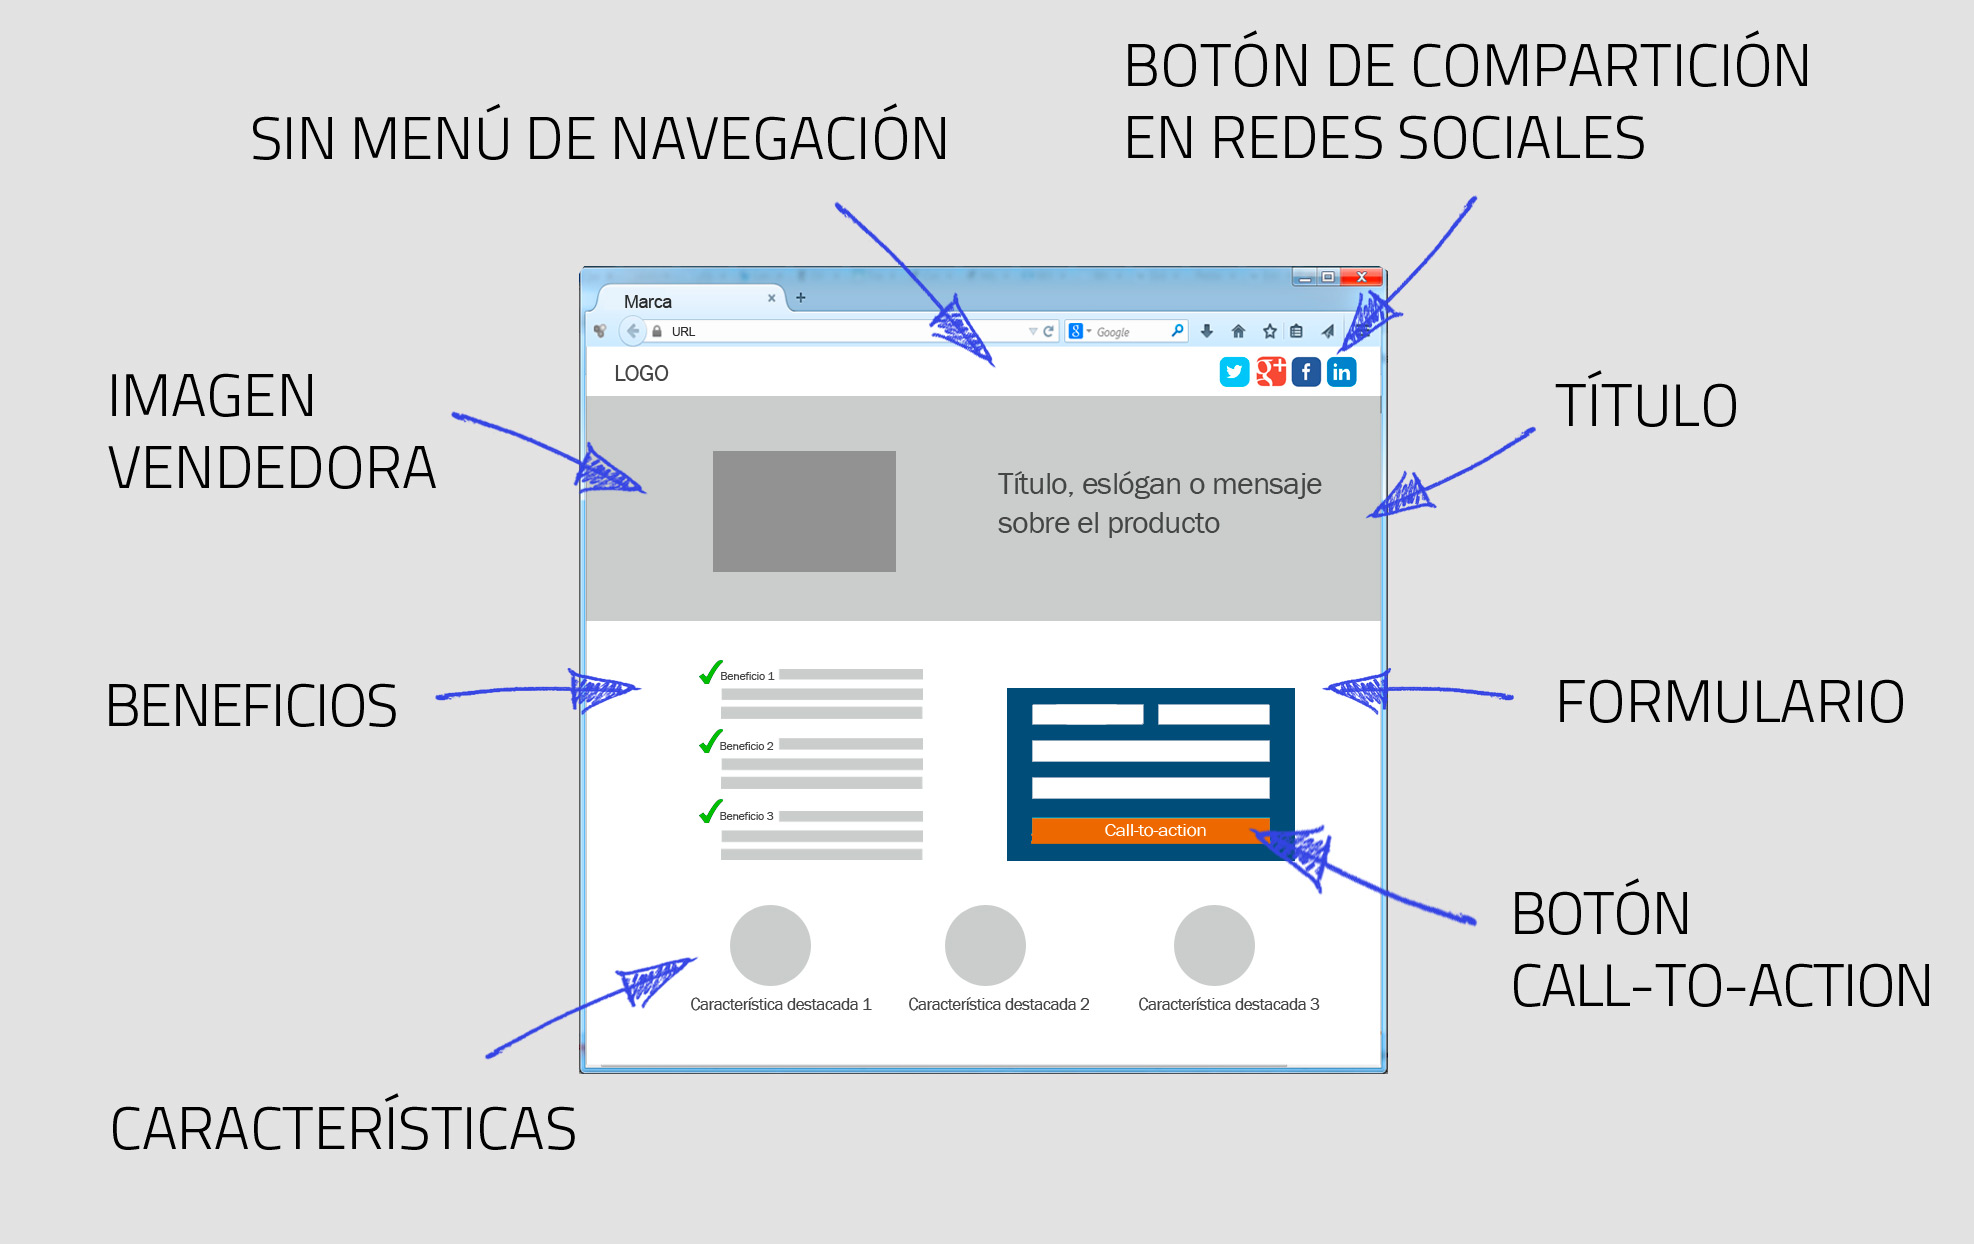 BOTÓN DE COMPARTICIÓN
EN REDES SOCIALES
SIN MENÚ DE NAVEGACIÓN
Marca
URL
8
Google
LOGO
g+
f
in
IMAGEN
VENDEDORA
TÍTULO
Título, eslógan o mensaje
sobre el producto
BENEFICIOS
Beneficio 1
Beneficio 2
Beneficio 3
FORMULARIO
Call-to-action
BOTÓN
CALL-TO-ACTION
Característica destacada 1
Característica destacada 2
Característica destacada 3
CARACTERÍSTICAS